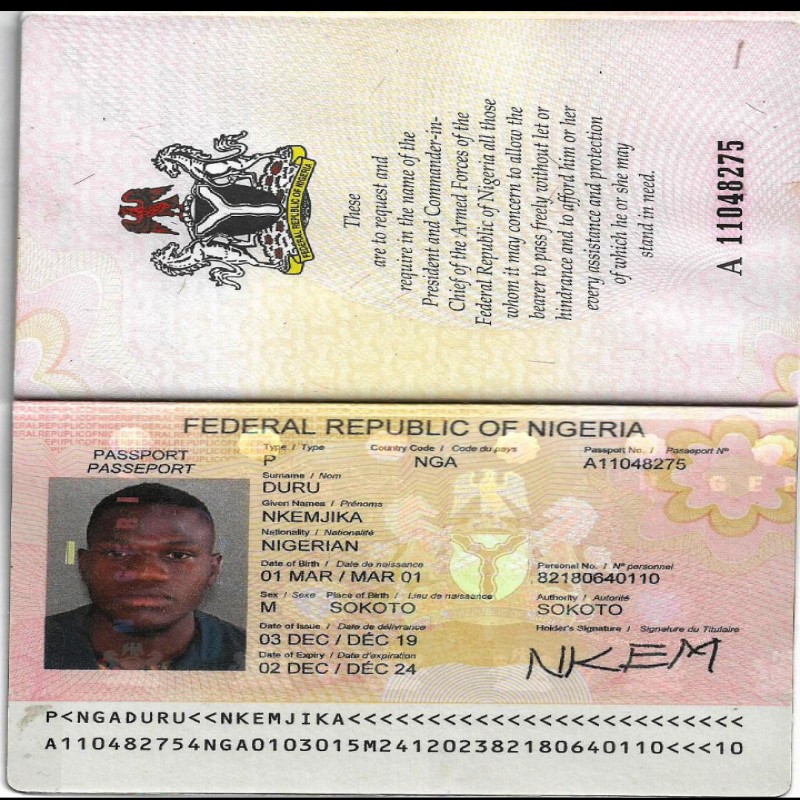 FEDERAL REPUBLIC OF NIGERIA
These
are to request and
require in the name of the
President and Commander-in-
Chief of the Armed Forces of the
Federal Republic of Nigeria all those
whom it may concern to allow the
bearer to pass freely without let or
hindrance and to afford him or her
every assistance and protection
of which he or she may
stand in need.
A 11048275
FEDERAL REPUBLIC OF NIGERIA
PASSPORT
PASSEPORT
Type / Type Country Code / Code du pays Passport No. / Passeport N°
P NGA A11048275
Surname / Nom
DURU
Given Names / Prénoms
NKEMJIKA
Nationality / Nationalité
NIGERIAN
Date of Birth / Date de naissance Personal No. / N° personnel
01 MAR / MAR 01 82180640110
Sex / Sexe Place of Birth / Lieu de naissance Authority / Autorité
M SOKOTO SOKOTO
Date of Issue / Date de délivrance Holder's Signature / Signature du Titulaire
03 DEC / DÉC 19
Date of Expiry / Date d'expiration
02 DEC / DÉC 24
NKEM
P<NGADURU<<NKEMJIKA<<<<<<<<<<<<<<<<<<<<<<<<<
A110482754NGA0103015M24120238218064​0110<<<10